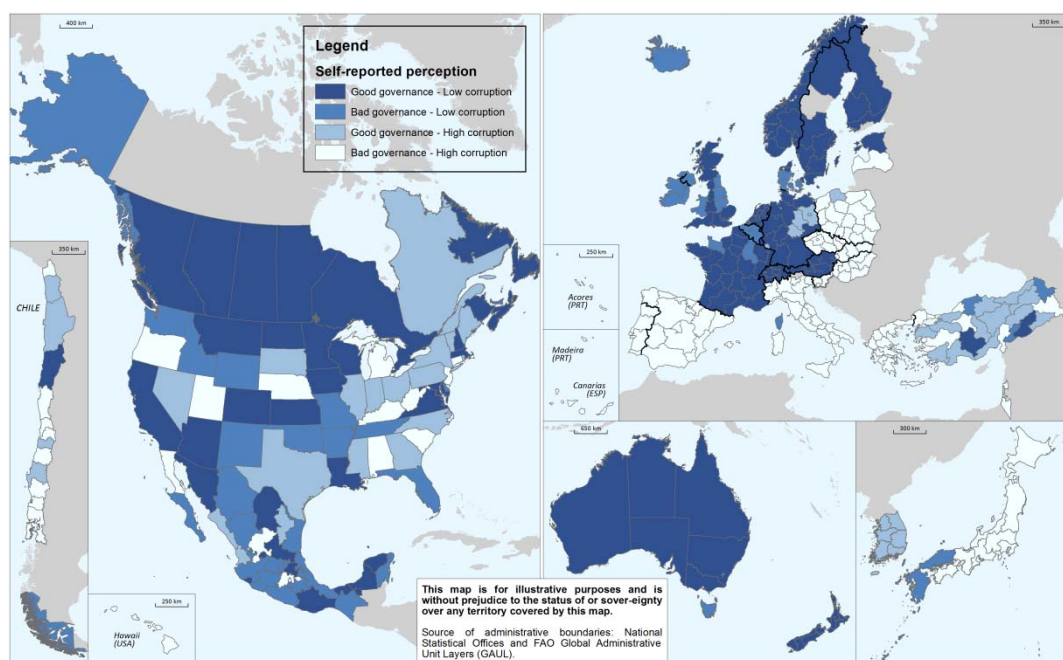 400 km
Legend
Self-reported perception
Good governance - Low corruption
Bad governance - Low corruption
Good governance - High corruption
Bad governance - High corruption
350 km
CHILE
250 km
Hawaii
(USA)
350 km
250 km
Acores
(PRT)
Madeira
(PRT)
Canarias
(ESP)
650 km
300 km
This map is for illustrative purposes and is
without prejudice to the status of or sover-eignty
over any territory covered by this map.
Source of administrative boundaries: National
Statistical Offices and FAO Global Administrative
Unit Layers (GAUL).